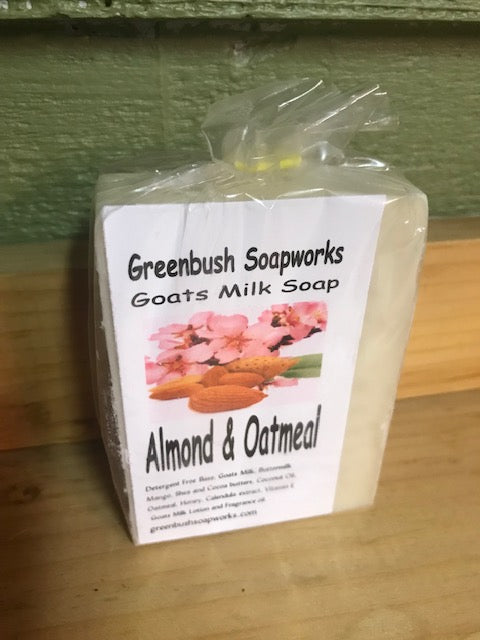 Greenbush Soapworks
Goats Milk Soap
Almond & Oatmeal
Detergent Free Base, Goats Milk, Buttermilk
Mango, Shea and Cocoa butters, Coconut Oil,
Oatmeal, Honey, Calendula extract, Vitamin E
Goats Milk Lotion and Fragrance oil.
greenbushsoapworks.com